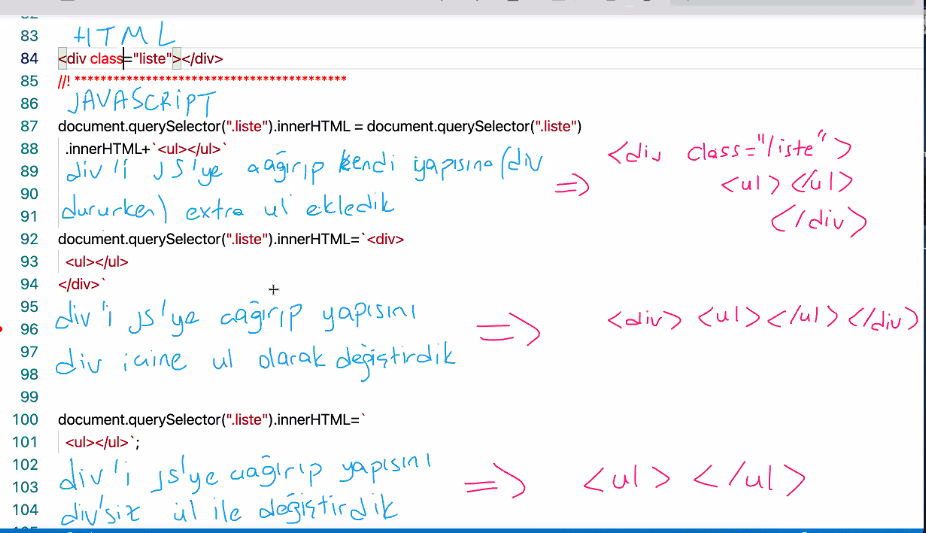 83 HTML
84 <div class="liste"></div>
85 //! ******************************************
86 JAVASCRİPT
87 document.querySelector(".liste").innerHTML = document.querySelector(".liste")
88 .innerHTML+`<ul></ul>`
89 div'i JS'ye çağırıp kendi yapısına (div
90
91 dururken) extra ul ekledik
=> <div class="liste">
<ul></ul>
</div>
92 document.querySelector(".liste").innerHTML=`<div>
93 <ul></ul>
94 </div>`
95 div'i js'ye çağırıp yapısını
96
97 div içine ul olarak değiştirdik
98
=> <div> <ul></ul></div>
99
100 document.querySelector(".liste").innerHTML=`
101 <ul></ul>`;
102 div'i js'ye çağırıp yapısını
103
104 div'siz ul ile değiştirdik
=> <ul> </ul>